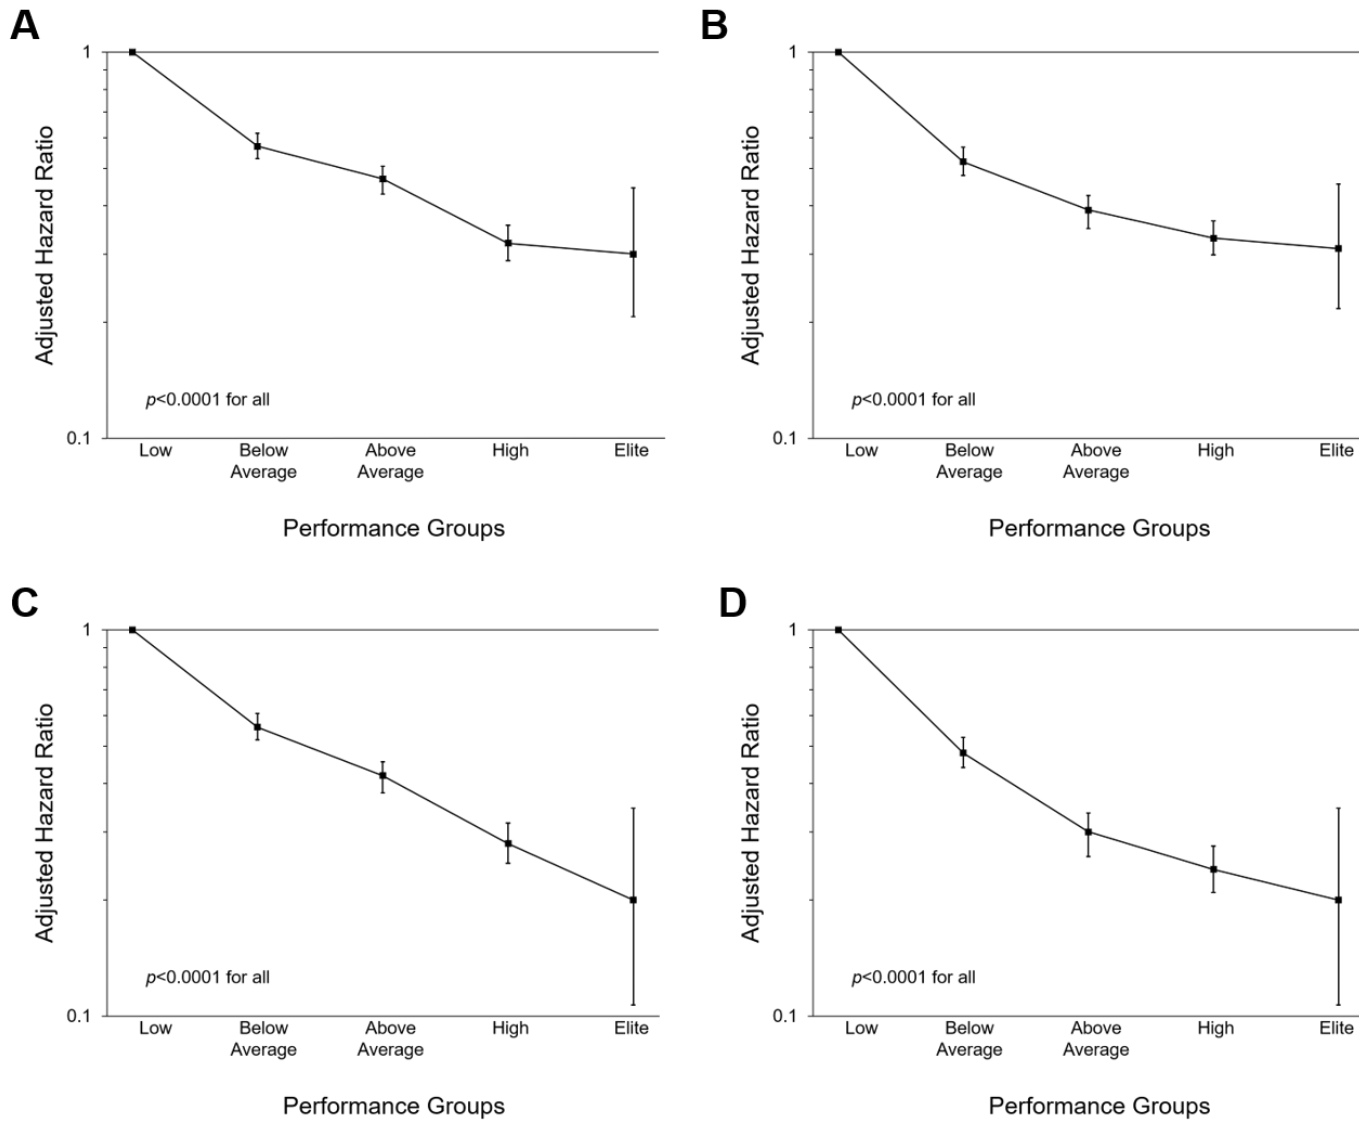 A
1
Adjusted Hazard Ratio
p<0.0001 for all
0.1
Low
Below
Average
Above
Average
High
Elite
Performance Groups
B
1
Adjusted Hazard Ratio
p<0.0001 for all
0.1
Low
Below
Average
Above
Average
High
Elite
Performance Groups
C
1
Adjusted Hazard Ratio
p<0.0001 for all
0.1
Low
Below
Average
Above
Average
High
Elite
Performance Groups
D
1
Adjusted Hazard Ratio
p<0.0001 for all
0.1
Low
Below
Average
Above
Average
High
Elite
Performance Groups